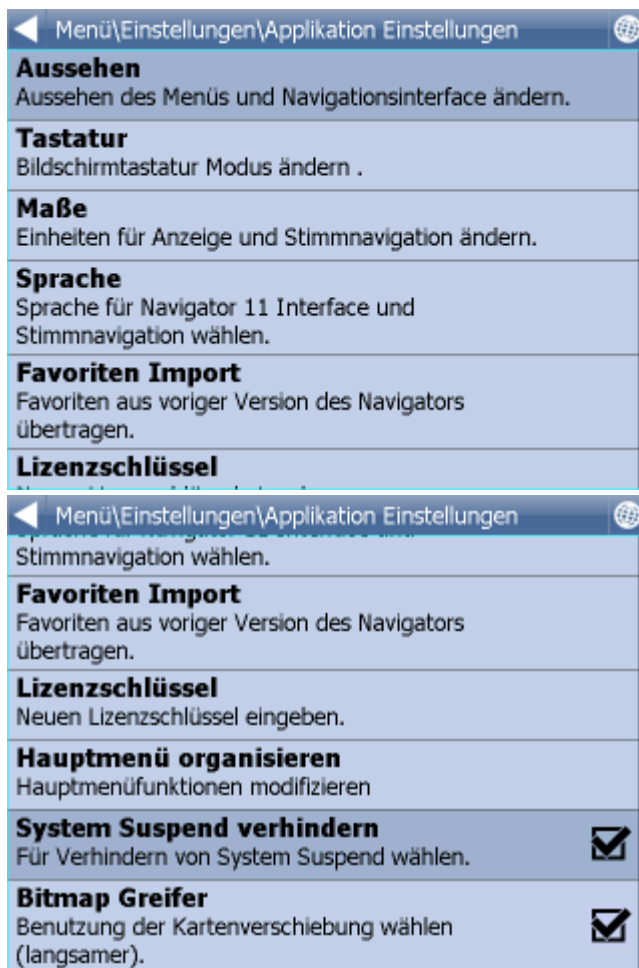 Menü\Einstellungen\Applikation Einstellungen
Aussehen
Aussehen des Menüs und Navigationsinterface ändern.
Tastatur
Bildschirmtastatur Modus ändern .
Maße
Einheiten für Anzeige und Stimmnavigation ändern.
Sprache
Sprache für Navigator 11 Interface und
Stimmnavigation wählen.
Favoriten Import
Favoriten aus voriger Version des Navigators
übertragen.
Lizenzschlüssel
Menü\Einstellungen\Applikation Einstellungen
Stimmnavigation wählen.
Favoriten Import
Favoriten aus voriger Version des Navigators
übertragen.
Lizenzschlüssel
Neuen Lizenzschlüssel eingeben.
Hauptmenü organisieren
Hauptmenüfunktionen modifizieren
System Suspend verhindern
Für Verhindern von System Suspend wählen.
Bitmap Greifer
Benutzung der Kartenverschiebung wählen
(langsamer).